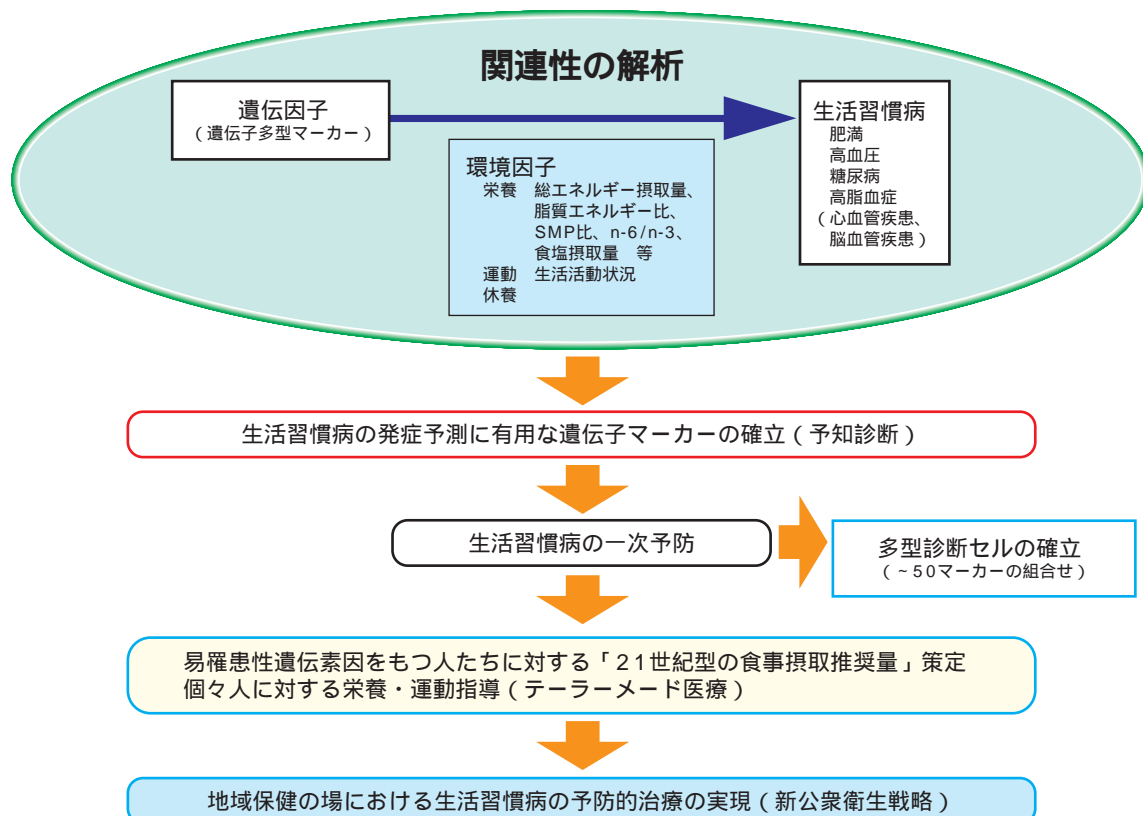 関連性の解析
遺伝因子
(遺伝子多型マーカー)
生活習慣病
肥満
高血圧
糖尿病
高脂血症
(心血管疾患、
脳血管疾患)
環境因子
栄養 総エネルギー摂取量、
脂質エネルギー比、
SMP比、n-6/n-3、
食塩摂取量 等
運動 生活活動状況
休養
生活習慣病の発症予測に有用な遺伝子マーカーの確立(予知診断)
生活習慣病の一次予防
多型診断セルの確立
(~50マーカーの組合せ)
易罹患性遺伝素因をもつ人たちに対する「21世紀型の食事摂取推奨量」策定
個々人に対する栄養・運動指導(テーラーメード医療)
地域保健の場における生活習慣病の予防的治療の実現(新公衆衛生戦略)